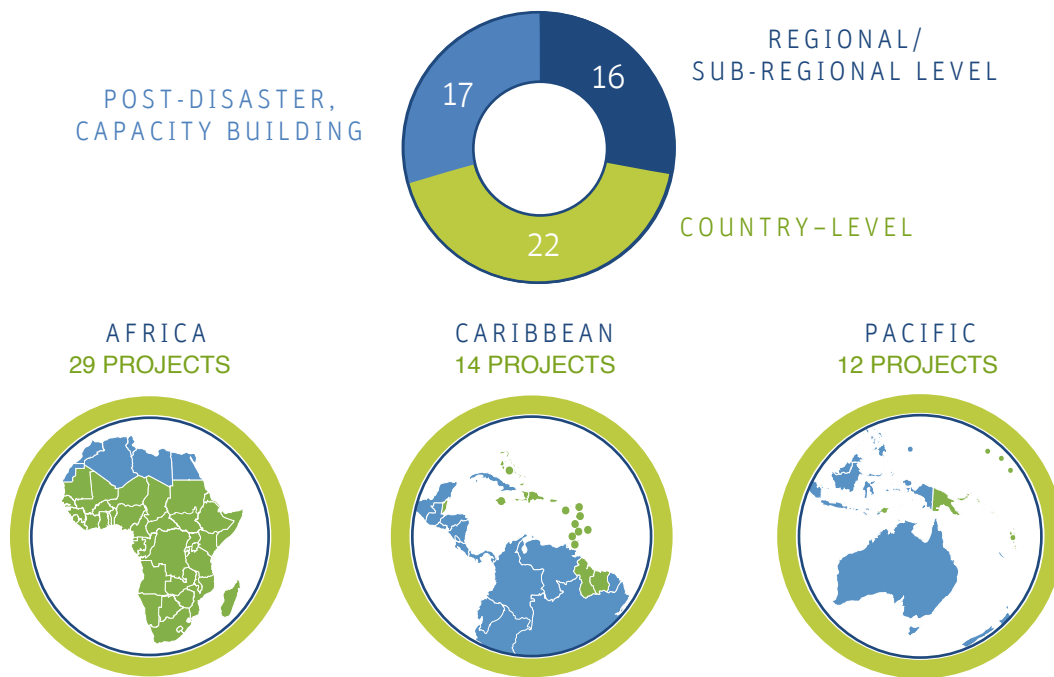 REGIONAL/
SUB-REGIONAL LEVEL
16
17
POST-DISASTER,
CAPACITY BUILDING
COUNTRY–LEVEL
22
AFRICA
29 PROJECTS
CARIBBEAN
14 PROJECTS
PACIFIC
12 PROJECTS